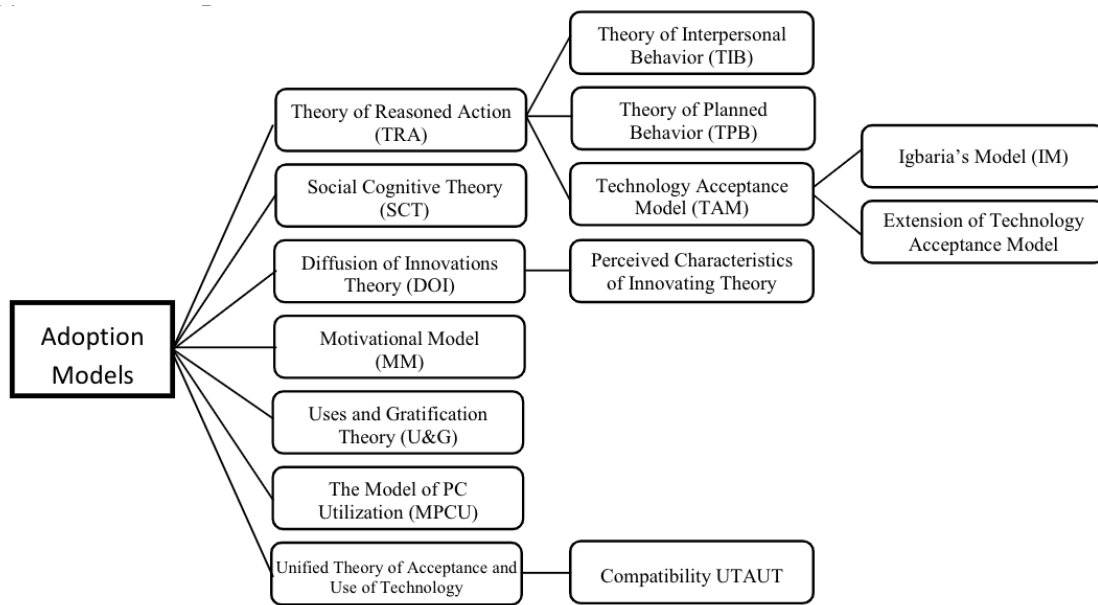 Theory of Interpersonal
Behavior (TIB)
Theory of Reasoned Action
(TRA)
Theory of Planned
Behavior (TPB)
Igbaria's Model (IM)
Social Cognitive Theory
(SCT)
Technology Acceptance
Model (TAM)
Extension of Technology
Acceptance Model
Diffusion of Innovations
Theory (DOI)
Perceived Characteristics
of Innovating Theory
Adoption
Models
Motivational Model
(MM)
Uses and Gratification
Theory (U&G)
The Model of PC
Utilization (MPCU)
Unified Theory of Acceptance and
Use of Technology
Compatibility UTAUT